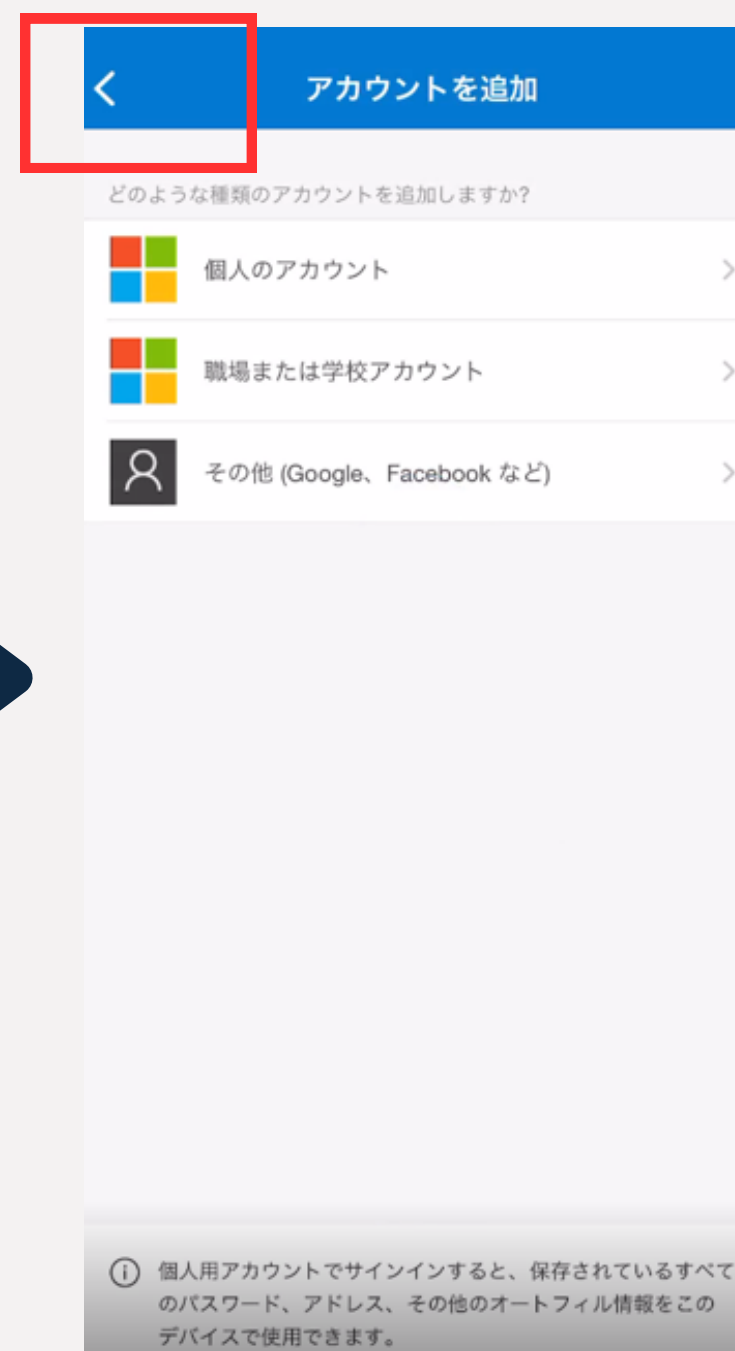 アカウントを追加
どのような種類のアカウントを追加しますか?
個人のアカウント
職場または学校アカウント
その他 (Google、Facebook など)
個人用アカウントでサインインすると、保存されているすべて
のパスワード、アドレス、その他のオートフィル情報をこの
デバイスで使用できます。